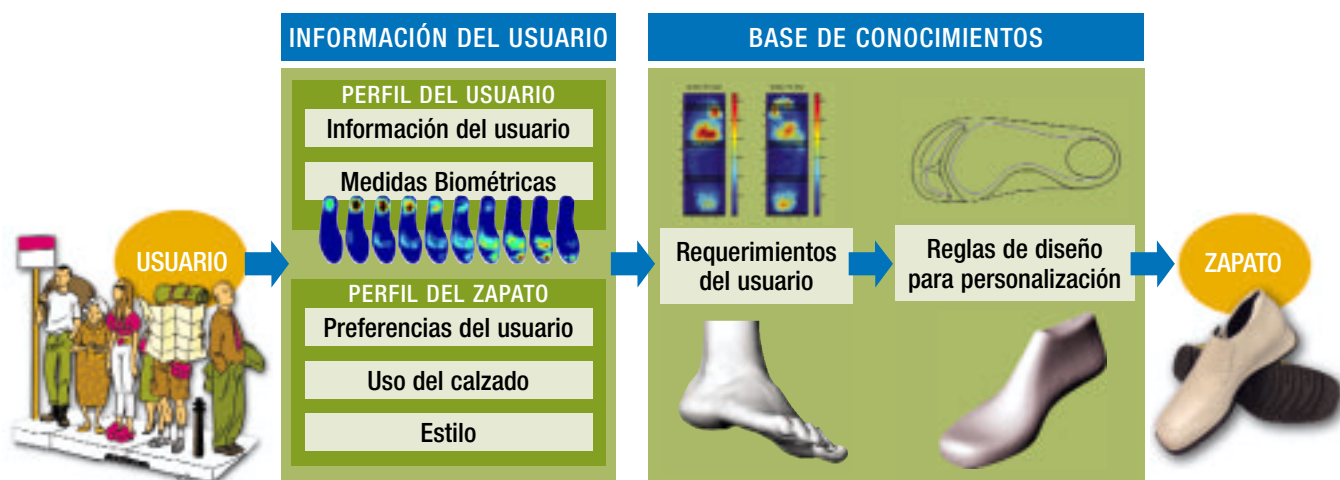 INFORMACIÓN DEL USUARIO
BASE DE CONOCIMIENTOS
PERFIL DEL USUARIO
Información del usuario
Medidas Biométricas
USUARIO
PERFIL DEL ZAPATO
Preferencias del usuario
Uso del calzado
Estilo
Requerimientos
del usuario
Reglas de diseño
para personalización
ZAPATO